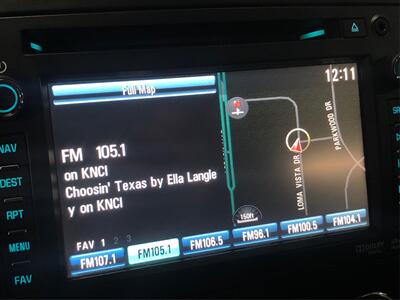 Full Map
12:11
FM 105.1
on KNCI
Choosin' Texas by Ella Langle
y on KNCI
LOMA VISTA DR
PARKWOOD DR
150ft
FAV 1 2 3
FM107.1 FM105.1 FM106.5 FM96.1 FM100.5 FM104.1
NAV
DEST
RPT
MENU
FAV
DOLBY